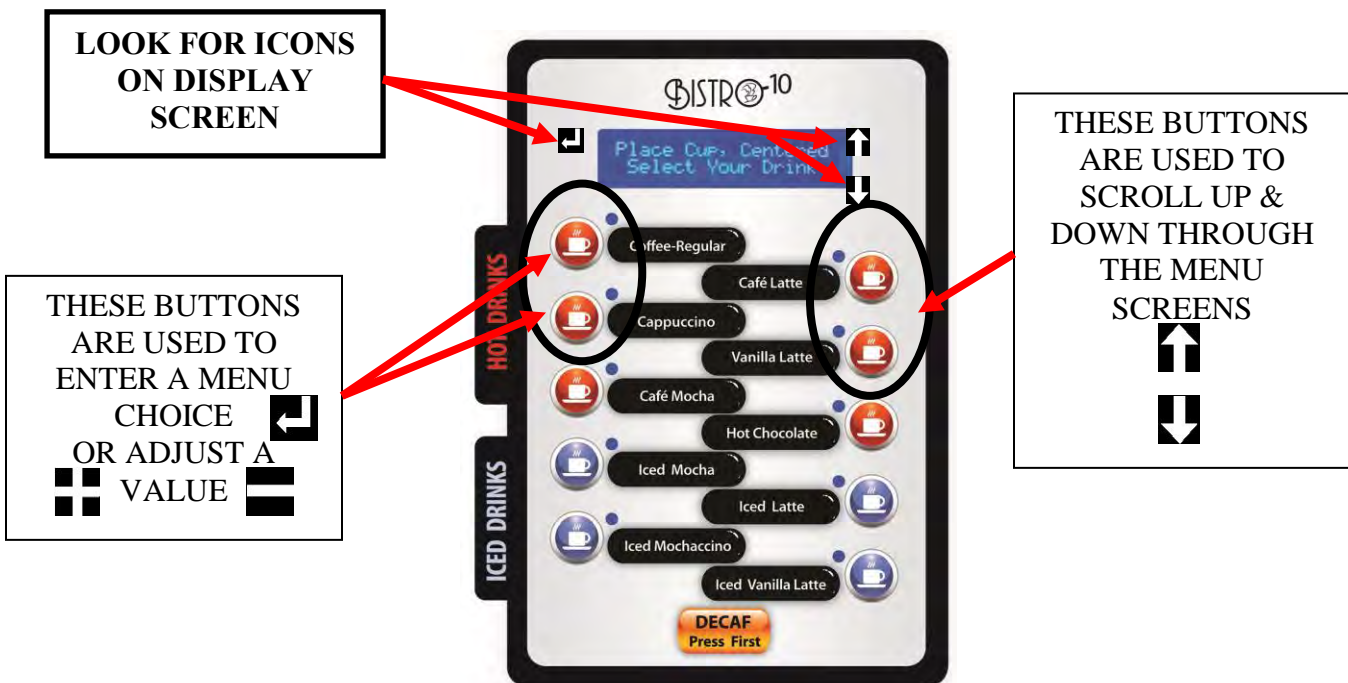 LOOK FOR ICONS
ON DISPLAY
SCREEN
THESE BUTTONS
ARE USED TO
ENTER A MENU
CHOICE
OR ADJUST A
VALUE
BISTRO-10
Place Cup, Centered
Select Your Drink
HOT DRINKS
Coffee-Regular
Café Latte
Cappuccino
Vanilla Latte
Café Mocha
Hot Chocolate
ICED DRINKS
Iced Mocha
Iced Latte
Iced Mochaccino
Iced Vanilla Latte
DECAF
Press First
THESE BUTTONS
ARE USED TO
SCROLL UP &
DOWN THROUGH
THE MENU
SCREENS